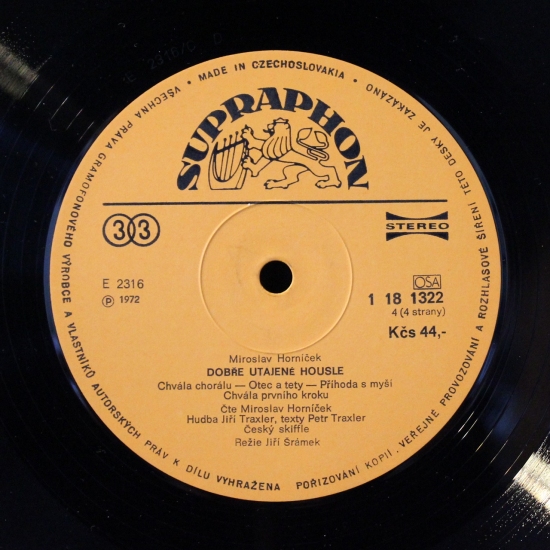 VŠECHNA PRÁVA GRAMOFONOVÉHO VÝROBCE A VLASTNÍKŮ AUTORSKÝCH PRÁV K DÍLU VYHRAŽENA • POŘIZOVÁNÍ KOPIÍ, VEŘEJNÉ PROVOZOVÁNÍ A ROZHLASOVÉ ŠÍŘENÍ TÉTO DESKY JE ZAKÁZÁNO
• MADE IN CZECHOSLOVAKIA •
SUPRAPHON
33
STEREO
E 2316
Ⓟ 1972
OSA
1 18 1322
4 (4 strany)
Kčs 44,-
Miroslav Horníček
DOBŘE UTAJENÉ HOUSLE
Chvála chorálu — Otec a tety — Příhoda s myší
Chvála prvního kroku
Čte Miroslav Horníček
Hudba Jiří Traxler, texty Petr Traxler
Český skiffle
Režie Jiří Šrámek